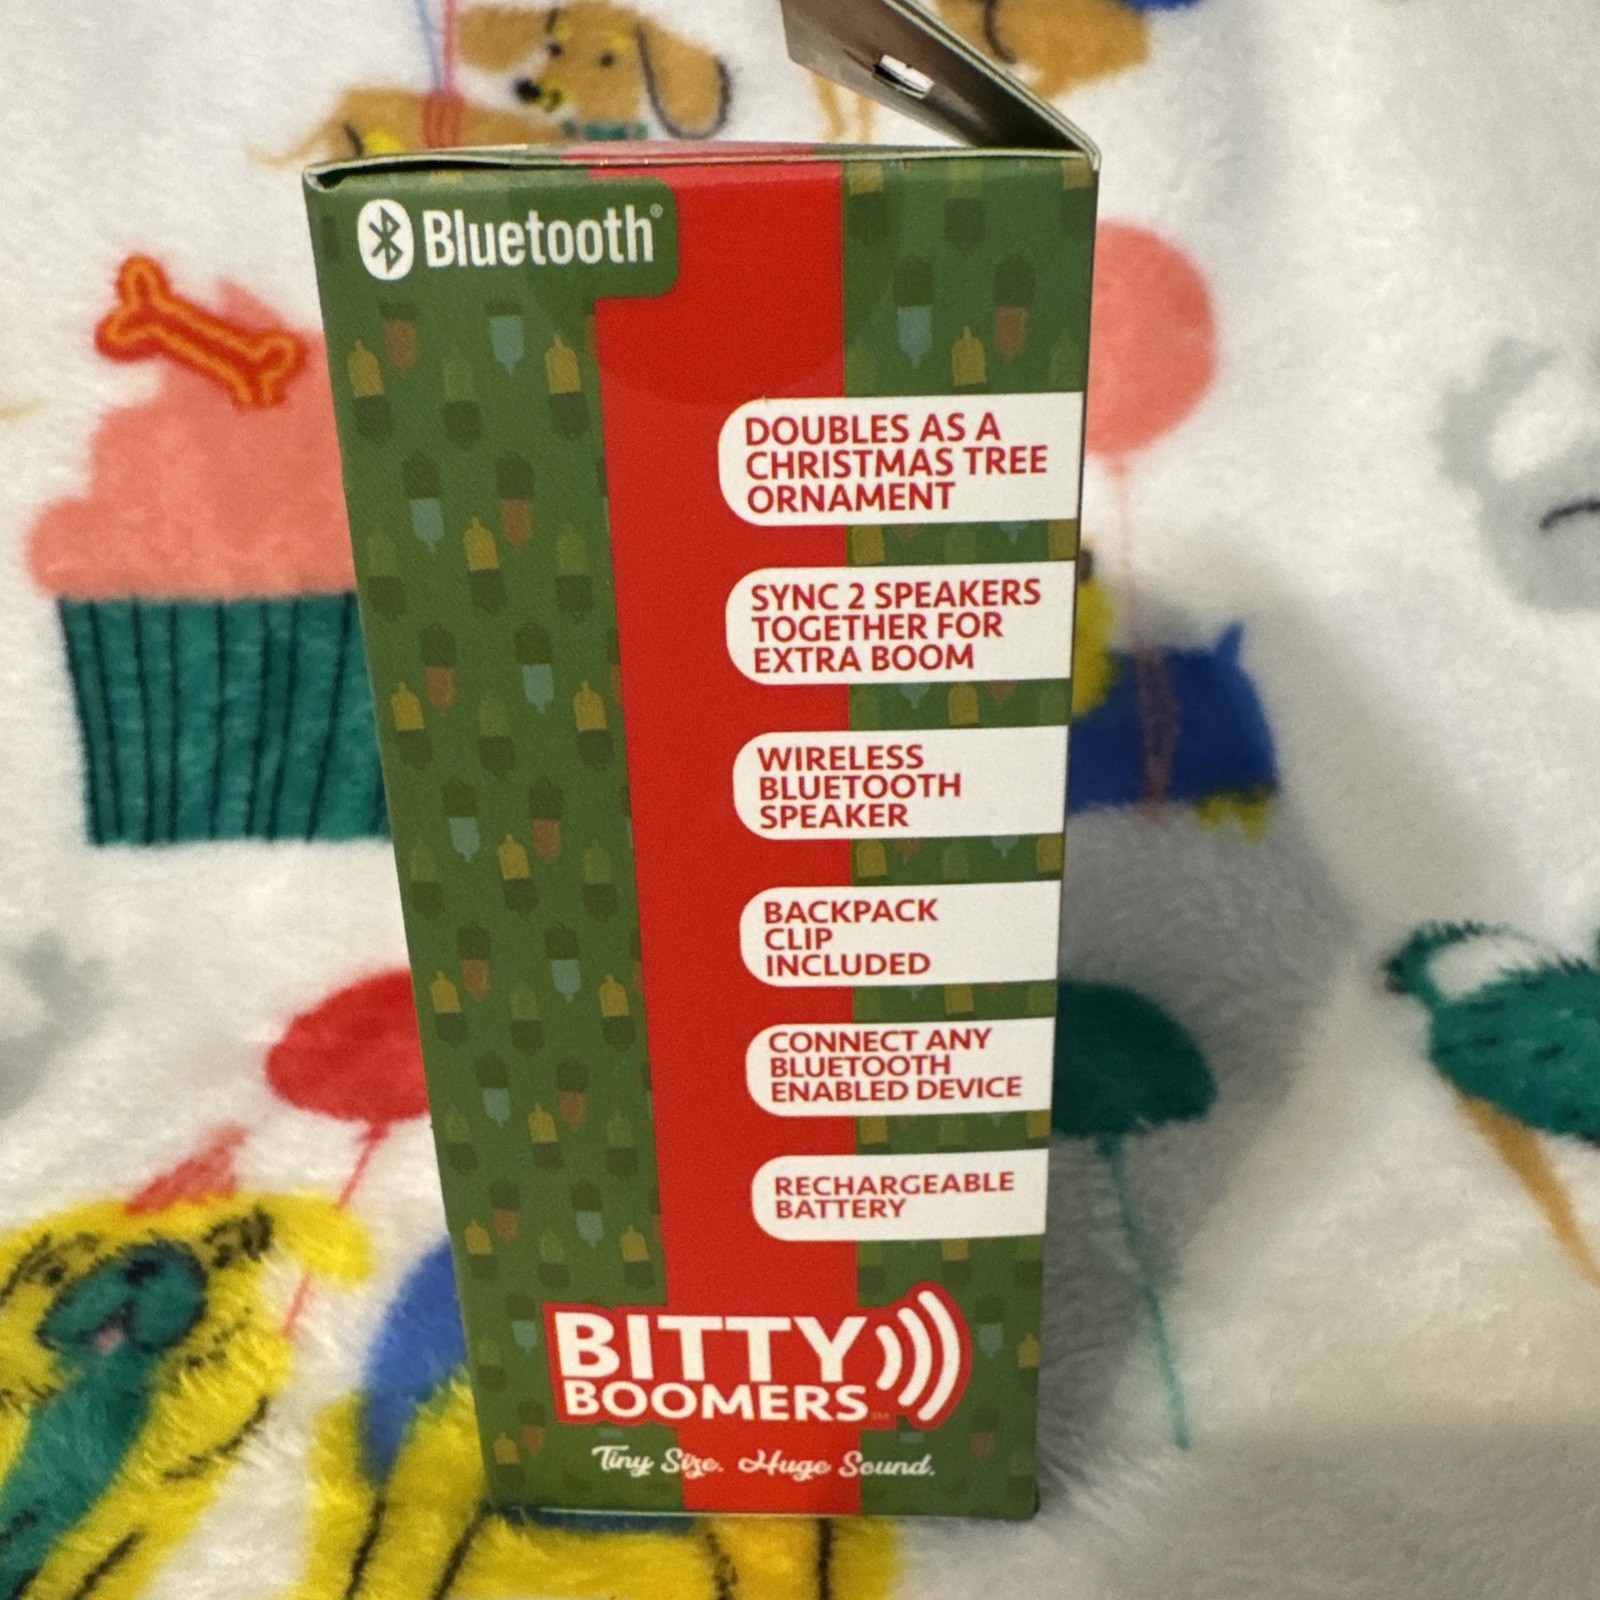 Bluetooth®
DOUBLES AS A
CHRISTMAS TREE
ORNAMENT
SYNC 2 SPEAKERS
TOGETHER FOR
EXTRA BOOM
WIRELESS
BLUETOOTH
SPEAKER
BACKPACK
CLIP
INCLUDED
CONNECT ANY
BLUETOOTH
ENABLED DEVICE
RECHARGEABLE
BATTERY
BITTY
BOOMERS™
Tiny Size. Huge Sound.